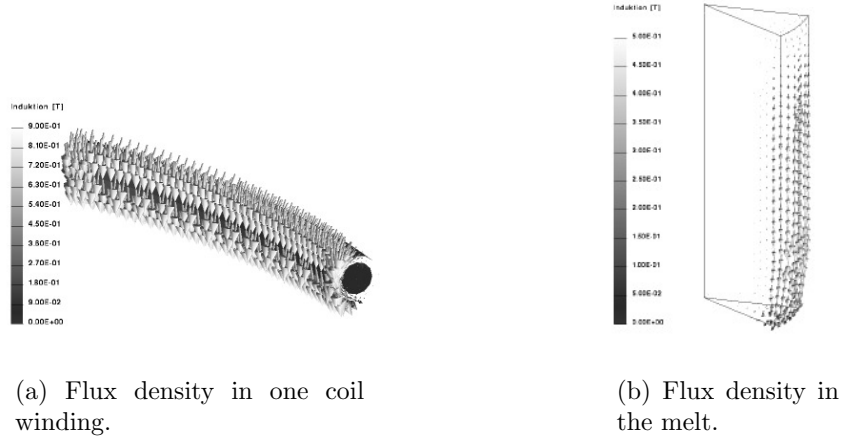 Induktion [T]
9.00E-01
8.10E-01
7.20E-01
6.30E-01
5.40E-01
4.50E-01
3.60E-01
2.70E-01
1.80E-01
9.00E-02
0.00E+00
(a) Flux density in one coil
winding.
Induktion [T]
5.00E-01
4.50E-01
4.00E-01
3.50E-01
3.00E-01
2.50E-01
2.00E-01
1.50E-01
1.00E-01
5.00E-02
0.00E+00
(b) Flux density in
the melt.